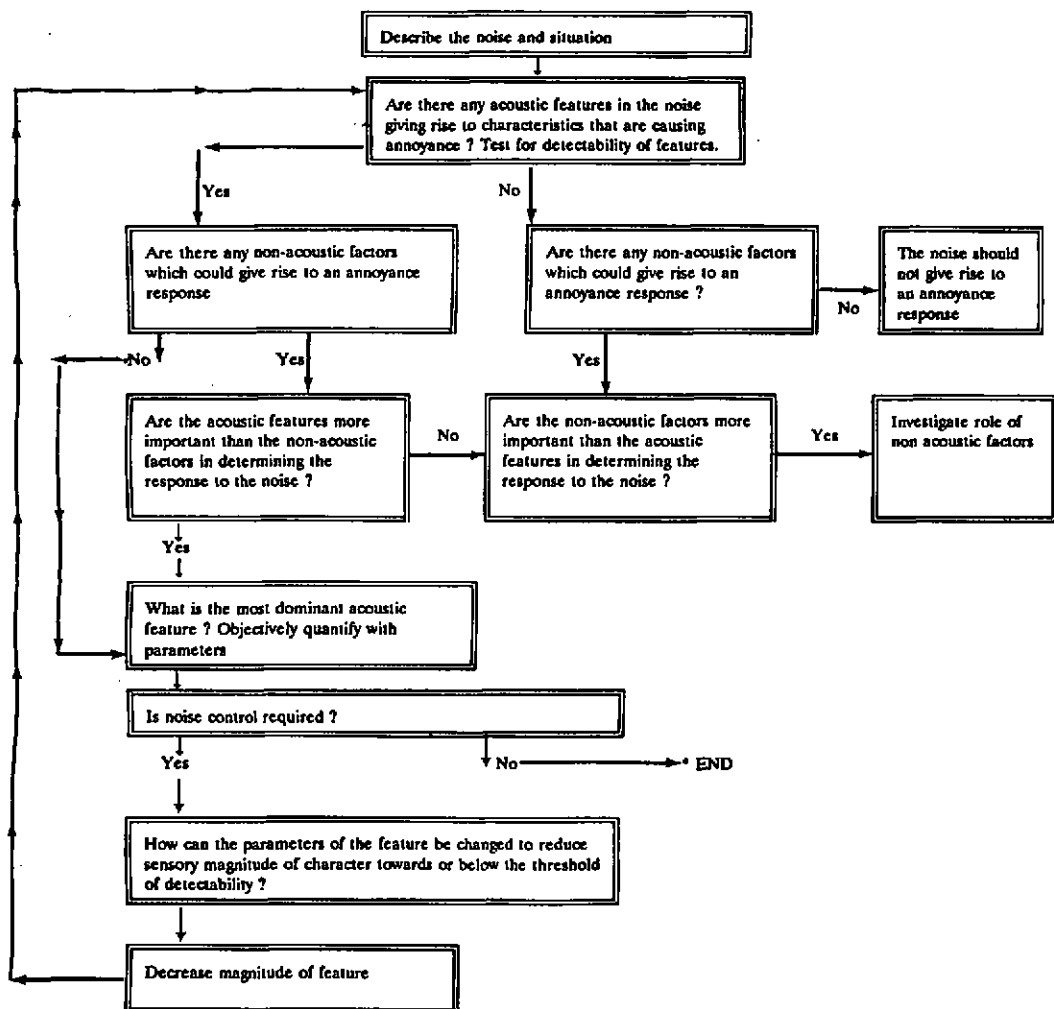 Describe the noise and situation
Are there any acoustic features in the noise
giving rise to characteristics that are causing
annoyance ? Test for detectability of features.
Yes
No
Are there any non-acoustic factors
which could give rise to an annoyance
response
Are there any non-acoustic factors
which could give rise to an
annoyance response ?
No
The noise should
not give rise to
an annoyance
response
No
Yes
Yes
Are the acoustic features more
important than the non-acoustic
factors in determining the
response to the noise ?
No
Are the non-acoustic factors more
important than the acoustic
features in determining the
response to the noise ?
Yes
Investigate role of
non acoustic factors
Yes
What is the most dominant acoustic
feature ? Objectively quantify with
parameters
Is noise control required ?
Yes
No
END
How can the parameters of the feature be changed to reduce
sensory magnitude of character towards or below the threshold
of detectability ?
Decrease magnitude of feature